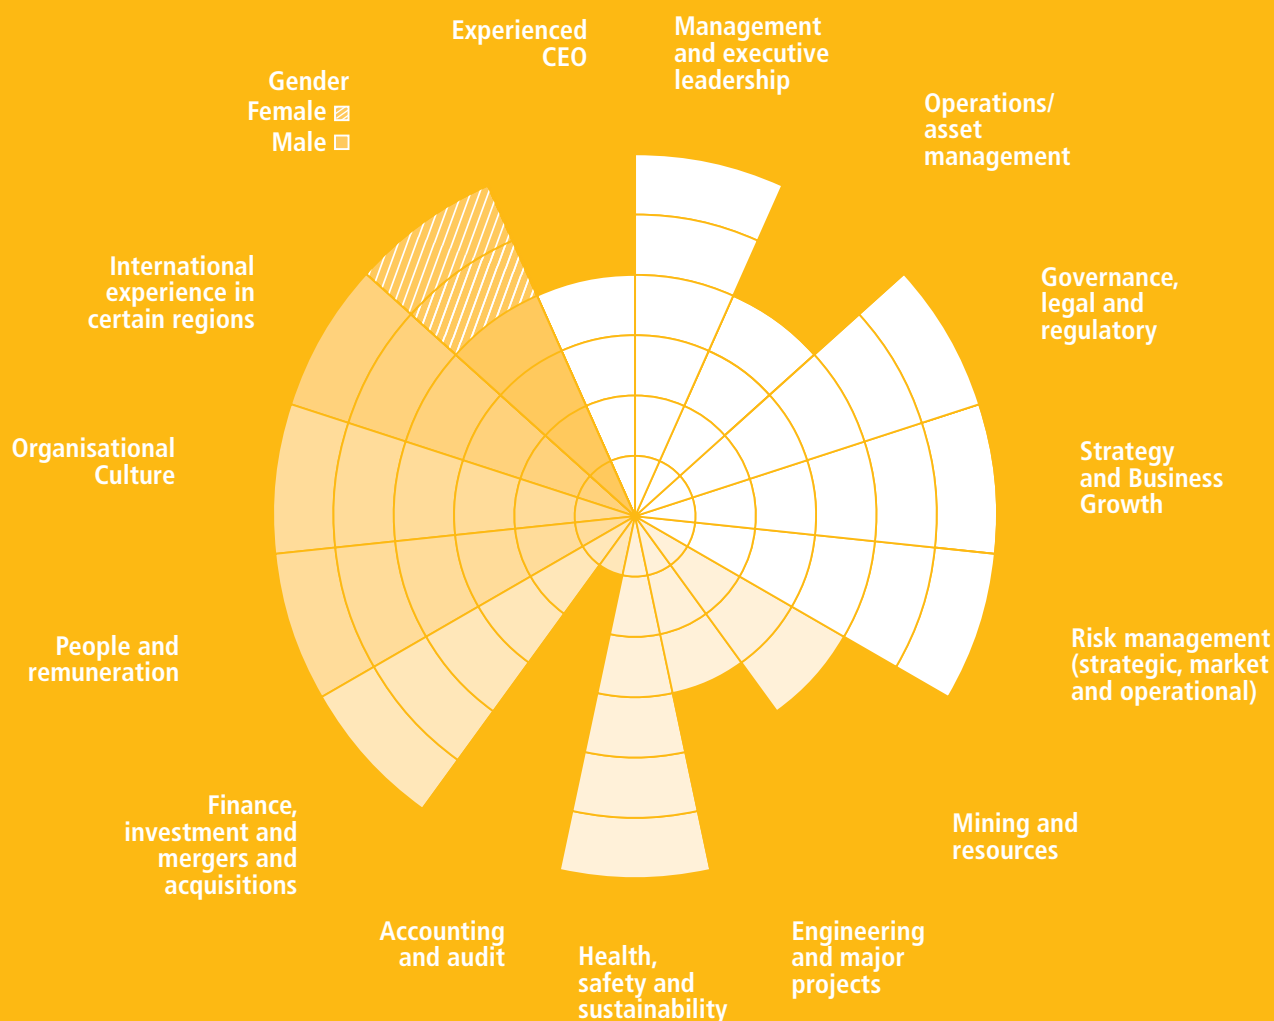 Experienced
CEO
Management
and executive
leadership
Gender
Female
Male
Operations/
asset
management
International
experience in
certain regions
Governance,
legal and
regulatory
Organisational
Culture
Strategy
and Business
Growth
People and
remuneration
Risk management
(strategic, market
and operational)
Finance,
investment and
mergers and
acquisitions
Mining and
resources
Accounting
and audit
Health,
safety and
sustainability
Engineering
and major
projects